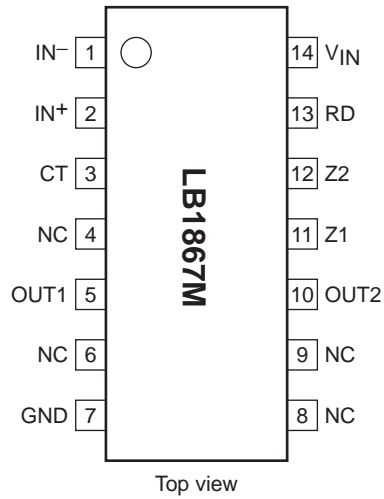 IN− 1 14 VIN
IN+ 2 13 RD
CT 3 12 Z2
NC 4 11 Z1
OUT1 5 10 OUT2
NC 6 9 NC
GND 7 8 NC
LB1867M
Top view